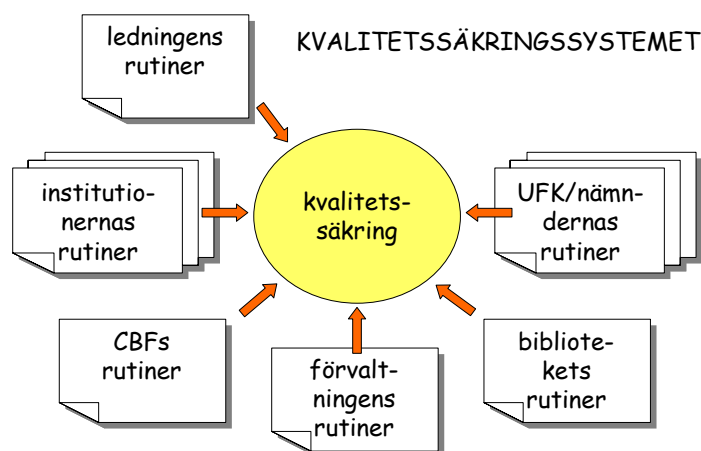 ledningens
rutiner
KVALITETSSÄKRINGSSYSTEMET
institutio-
nernas
rutiner
kvalitets-
säkring
UFK/nämn-
dernas
rutiner
CBFs
rutiner
förvalt-
ningens
rutiner
bibliote-
kets
rutiner